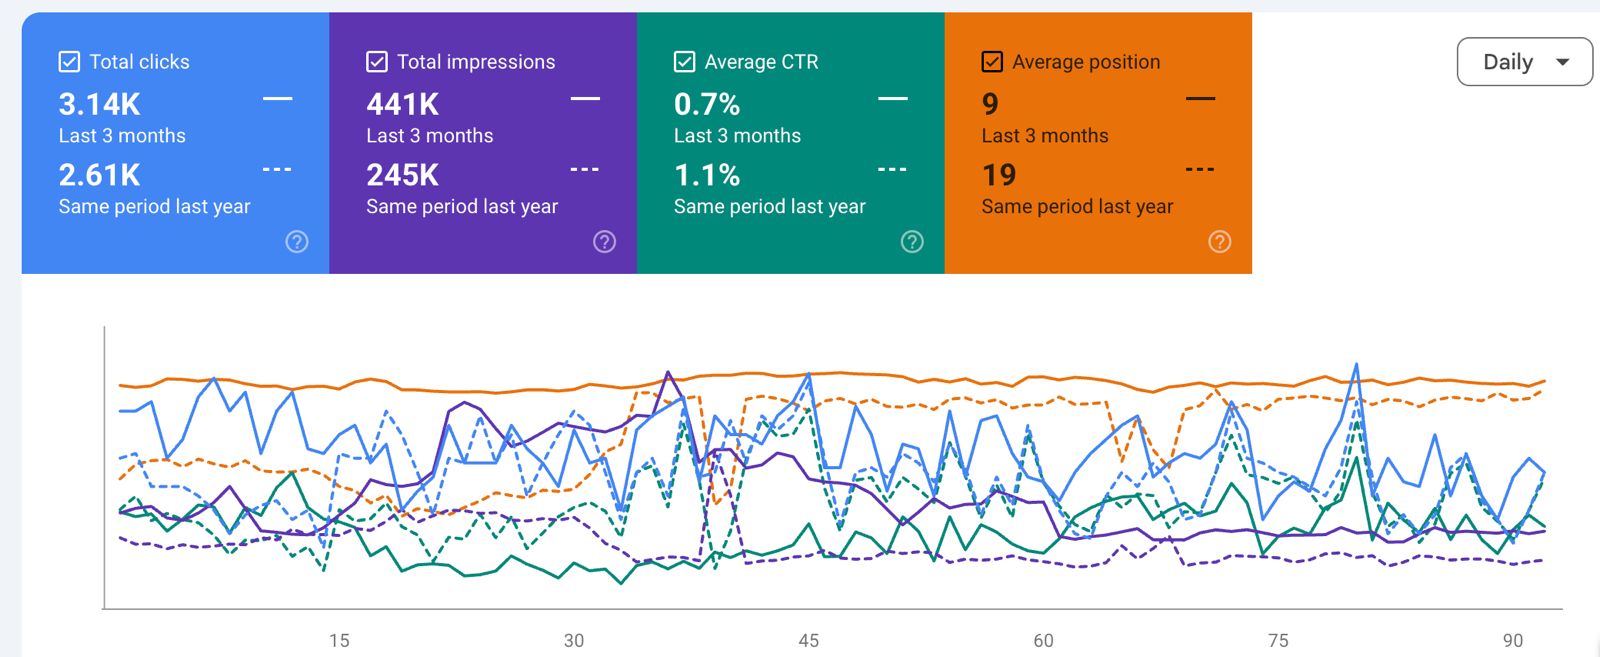 Total clicks
3.14K
Last 3 months
2.61K
Same period last year
Total impressions
441K
Last 3 months
245K
Same period last year
Average CTR
0.7%
Last 3 months
1.1%
Same period last year
Average position
9
Last 3 months
19
Same period last year
Daily
15 30 45 60 75 90